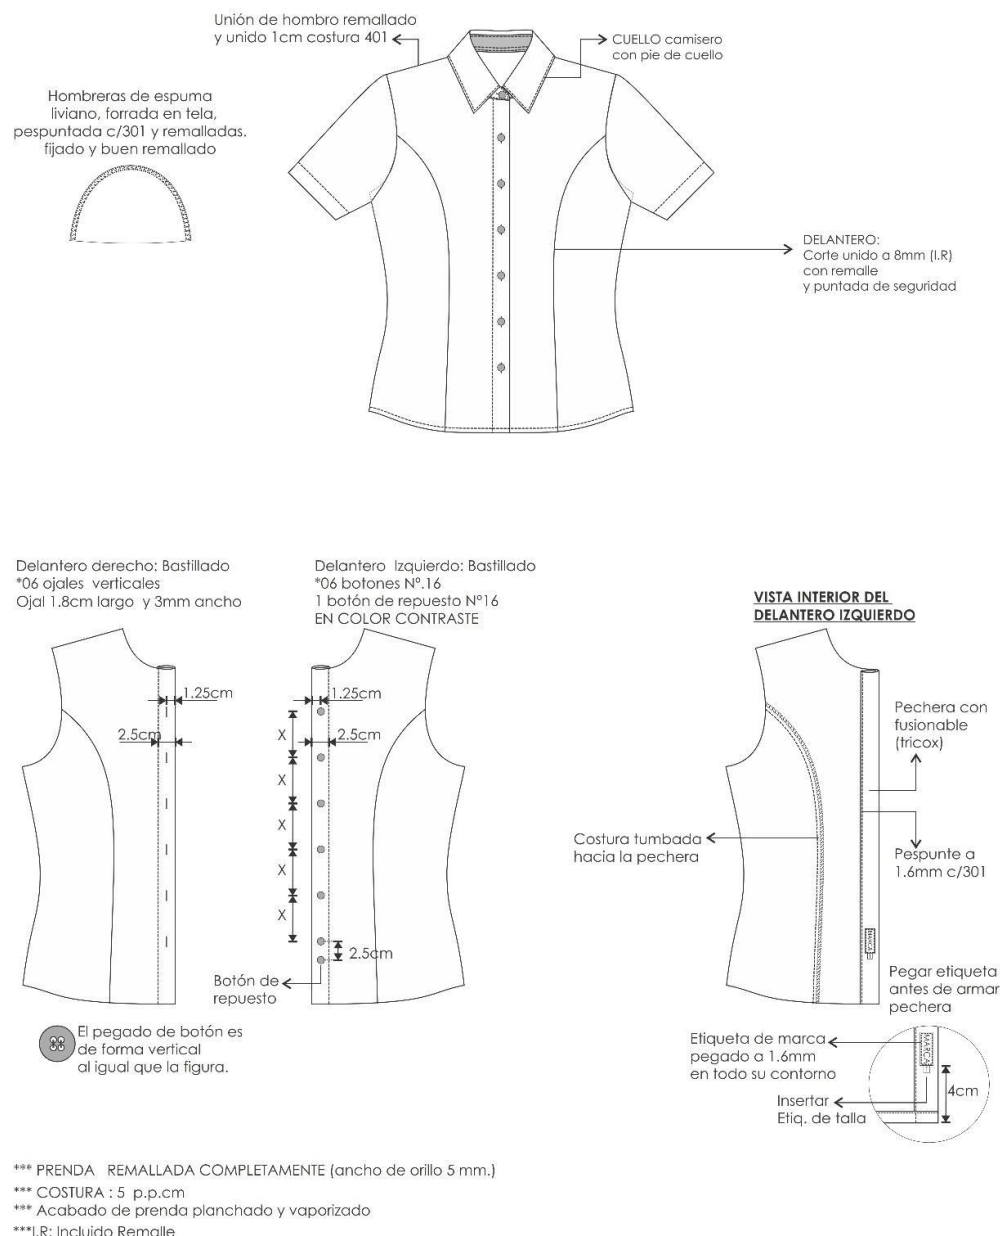 Unión de hombro remallado
y unido 1cm costura 401
CUELLO camisero
con pie de cuello
Hombreras de espuma
liviano, forrada en tela,
pespuntada c/301 y remalladas.
fijado y buen remallado
DELANTERO:
Corte unido a 8mm (I.R)
con remalle
y puntada de seguridad
Delantero derecho: Bastillado
*06 ojales verticales
Ojal 1.8cm largo y 3mm ancho
Delantero Izquierdo: Bastillado
*06 botones Nº.16
1 botón de repuesto Nº16
EN COLOR CONTRASTE
VISTA INTERIOR DEL
DELANTERO IZQUIERDO
1.25cm
2.5cm
1.25cm
2.5cm
X
X
X
X
X
2.5cm
Botón de
repuesto
Pechera con
fusionable
(tricox)
Costura tumbada
hacia la pechera
Pespunte a
1.6mm c/301
MARCA
Pegar etiqueta
antes de armar
pechera
El pegado de botón es
de forma vertical
al igual que la figura.
Etiqueta de marca
pegado a 1.6mm
en todo su contorno
MARCA
4cm
Insertar
Etiq. de talla
*** PRENDA REMALLADA COMPLETAMENTE (ancho de orillo 5 mm.)
*** COSTURA : 5 p.p.cm
*** Acabado de prenda planchado y vaporizado
***I.R: Incluido Remalle